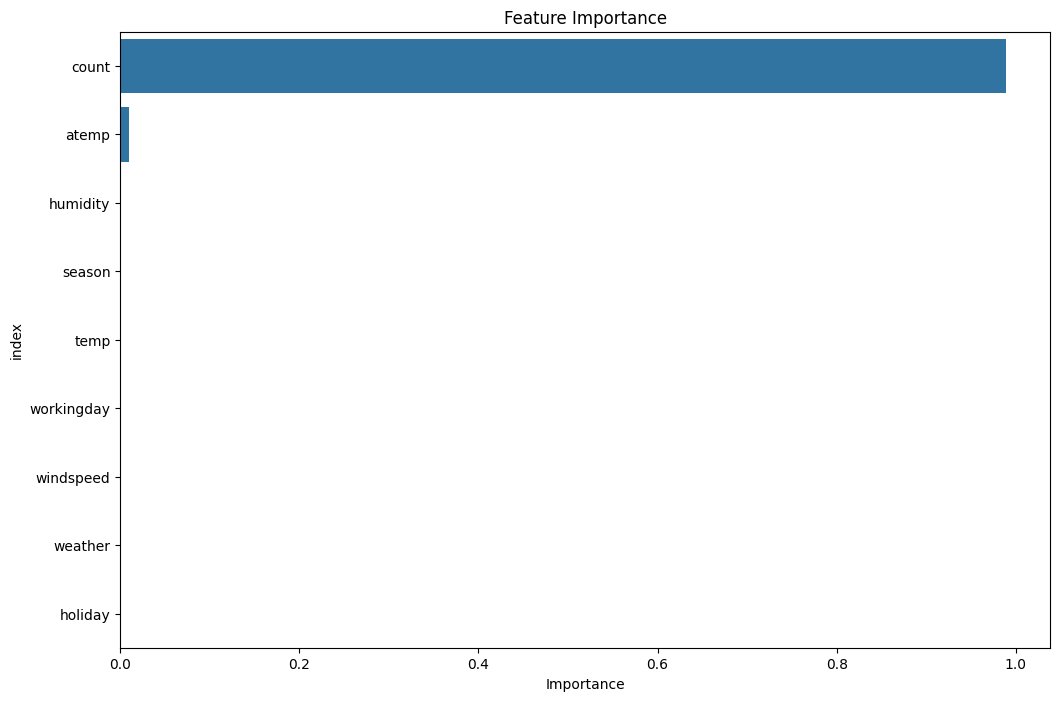 Feature Importance
count
atemp
humidity
season
temp
workingday
windspeed
weather
holiday
index
0.0 0.2 0.4 0.6 0.8 1.0
Importance